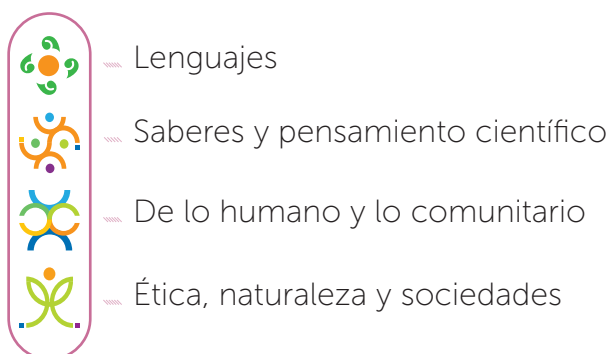 Lenguajes
Saberes y pensamiento científico
De lo humano y lo comunitario
Ética, naturaleza y sociedades